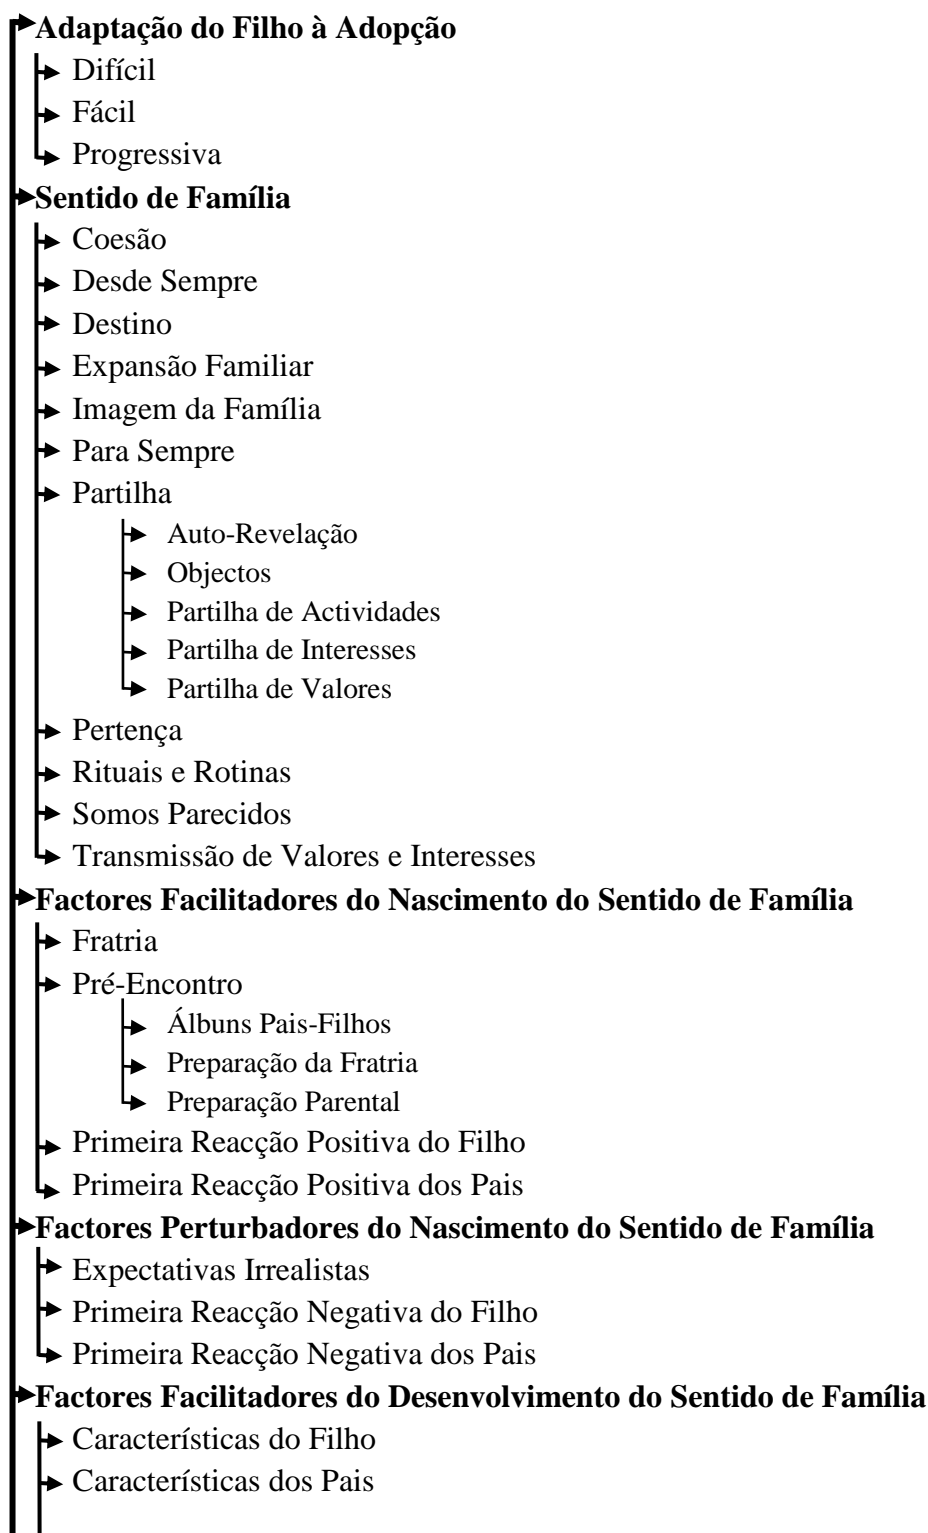 Adaptação do Filho à Adopção
Difícil
Fácil
Progressiva
Sentido de Família
Coesão
Desde Sempre
Destino
Expansão Familiar
Imagem da Família
Para Sempre
Partilha
Auto-Revelação
Objectos
Partilha de Actividades
Partilha de Interesses
Partilha de Valores
Pertença
Rituais e Rotinas
Somos Parecidos
Transmissão de Valores e Interesses
Factores Facilitadores do Nascimento do Sentido de Família
Fratria
Pré-Encontro
Álbuns Pais-Filhos
Preparação da Fratria
Preparação Parental
Primeira Reacção Positiva do Filho
Primeira Reacção Positiva dos Pais
Factores Perturbadores do Nascimento do Sentido de Família
Expectativas Irrealistas
Primeira Reacção Negativa do Filho
Primeira Reacção Negativa dos Pais
Factores Facilitadores do Desenvolvimento do Sentido de Família
Características do Filho
Características dos Pais